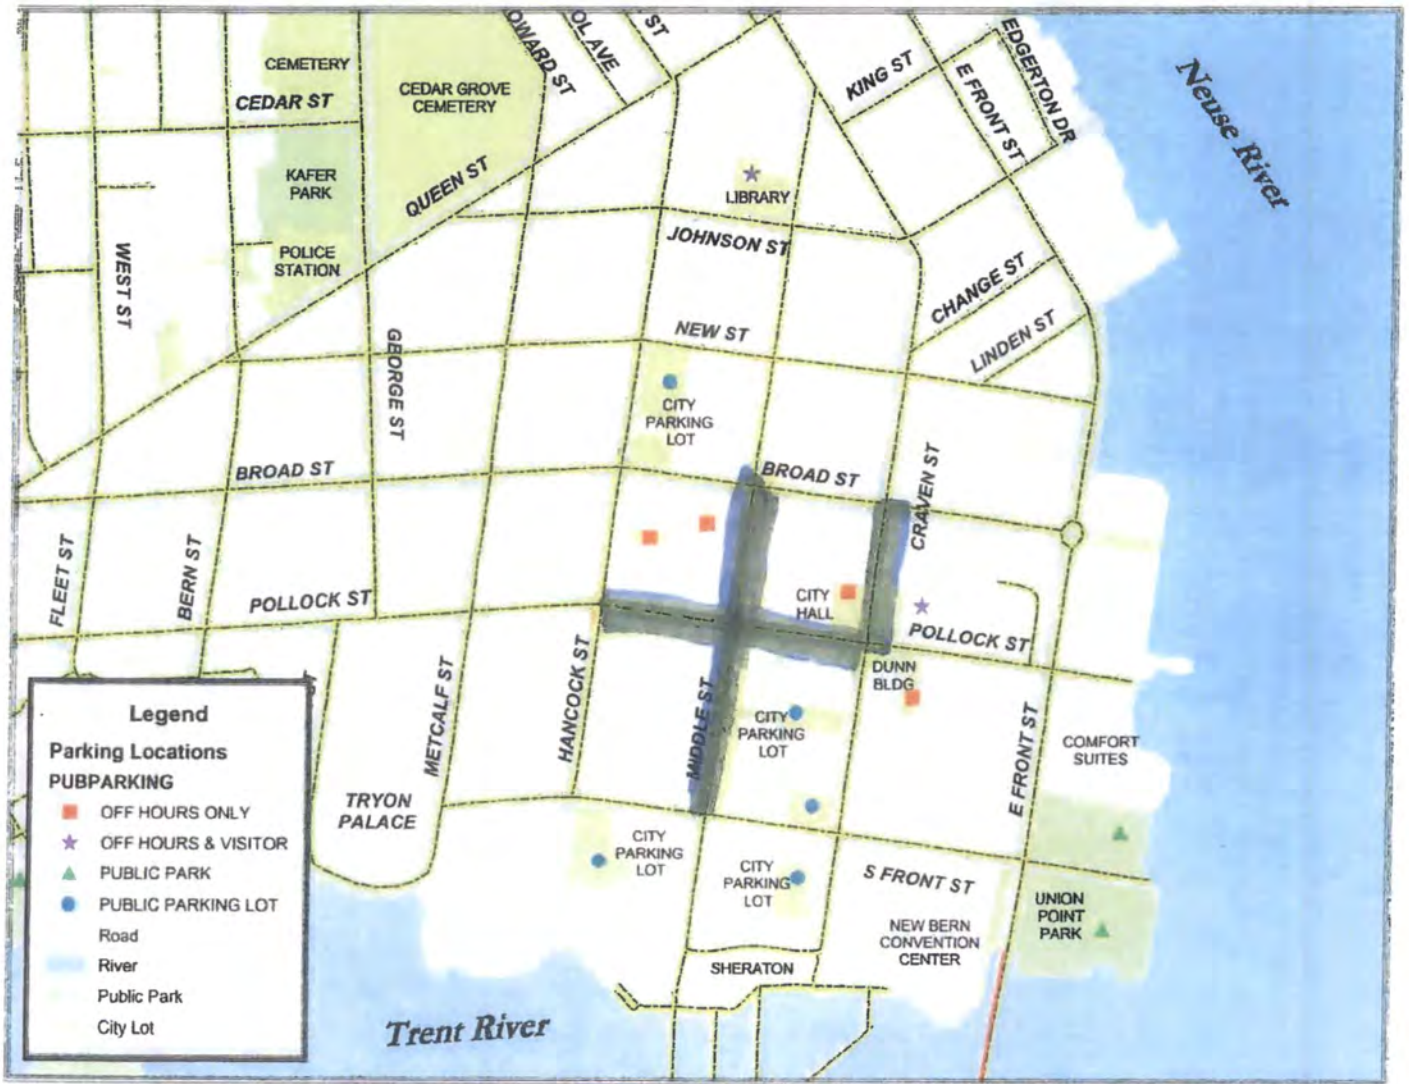 OWARD ST
OL AVE
ST
CEMETERY
CEDAR ST
CEDAR GROVE
CEMETERY
KING ST
EDGERTON DR
E FRONT ST
Neuse River
KAFER
PARK
QUEEN ST
LIBRARY
JOHNSON ST
POLICE
STATION
WEST ST
CHANGE ST
LINDEN ST
NEW ST
GEORGE ST
CITY
PARKING
LOT
BROAD ST
BROAD ST
CRAVEN ST
FLEET ST
BERN ST
POLLOCK ST
CITY
HALL
POLLOCK ST
DUNN
BLDG
METCALF ST
HANCOCK ST
MIDDLE ST
CITY
PARKING
LOT
E FRONT ST
COMFORT
SUITES
TRYON
PALACE
CITY
PARKING
LOT
CITY
PARKING
LOT
S FRONT ST
NEW BERN
CONVENTION
CENTER
UNION
POINT
PARK
SHERATON
Trent River
Legend
Parking Locations
PUBPARKING
OFF HOURS ONLY
OFF HOURS & VISITOR
PUBLIC PARK
PUBLIC PARKING LOT
Road
River
Public Park
City Lot